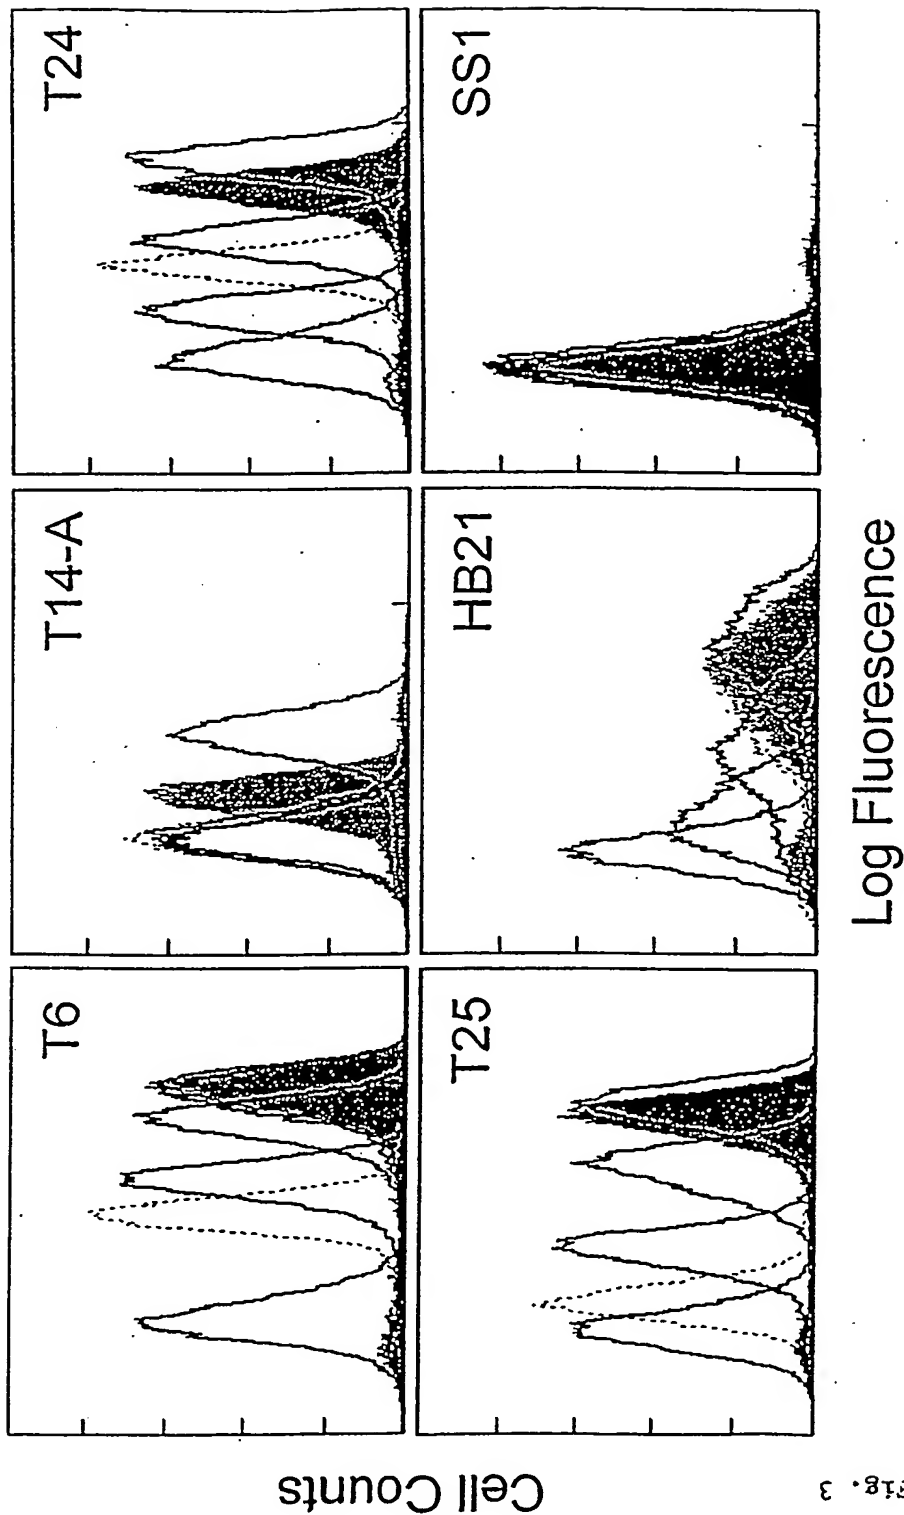 Cell Counts
T6
T14-A
T24
T25
HB21
SS1
Log Fluorescence
Fig. 3